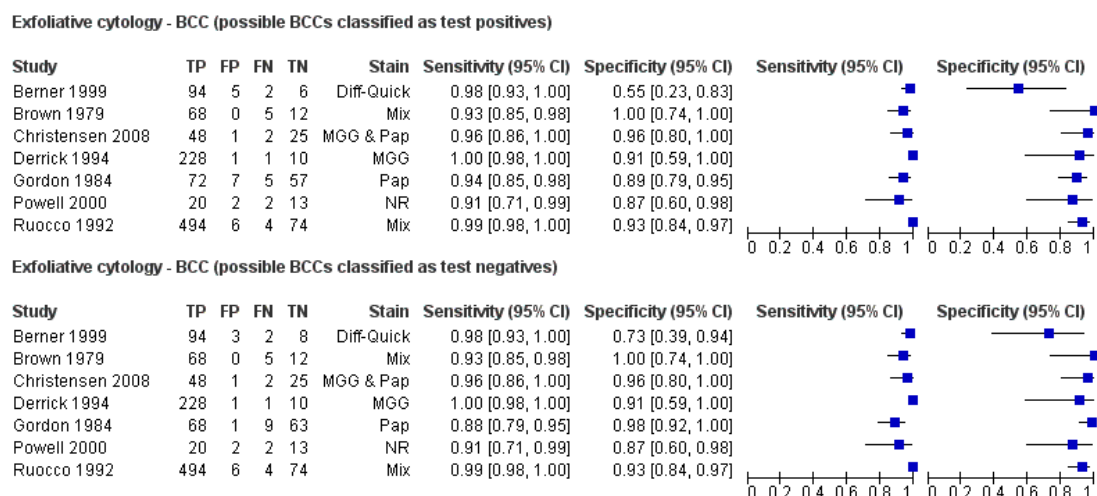 Exfoliative cytology - BCC (possible BCCs classified as test positives)
Study TP FP FN TN Stain Sensitivity (95% CI) Specificity (95% CI) Sensitivity (95% CI) Specificity (95% CI)
Berner 1999 94 5 2 6 Diff-Quick 0.98 [0.93, 1.00] 0.55 [0.23, 0.83]
Brown 1979 68 0 5 12 Mix 0.93 [0.85, 0.98] 1.00 [0.74, 1.00]
Christensen 2008 48 1 2 25 MGG & Pap 0.96 [0.86, 1.00] 0.96 [0.80, 1.00]
Derrick 1994 228 1 1 10 MGG 1.00 [0.98, 1.00] 0.91 [0.59, 1.00]
Gordon 1984 72 7 5 57 Pap 0.94 [0.85, 0.98] 0.89 [0.79, 0.95]
Powell 2000 20 2 2 13 NR 0.91 [0.71, 0.99] 0.87 [0.60, 0.98]
Ruocco 1992 494 6 4 74 Mix 0.99 [0.98, 1.00] 0.93 [0.84, 0.97]
0 0.2 0.4 0.6 0.8 1 0 0.2 0.4 0.6 0.8 1
Exfoliative cytology - BCC (possible BCCs classified as test negatives)
Study TP FP FN TN Stain Sensitivity (95% CI) Specificity (95% CI) Sensitivity (95% CI) Specificity (95% CI)
Berner 1999 94 3 2 8 Diff-Quick 0.98 [0.93, 1.00] 0.73 [0.39, 0.94]
Brown 1979 68 0 5 12 Mix 0.93 [0.85, 0.98] 1.00 [0.74, 1.00]
Christensen 2008 48 1 2 25 MGG & Pap 0.96 [0.86, 1.00] 0.96 [0.80, 1.00]
Derrick 1994 228 1 1 10 MGG 1.00 [0.98, 1.00] 0.91 [0.59, 1.00]
Gordon 1984 68 1 9 63 Pap 0.88 [0.79, 0.95] 0.98 [0.92, 1.00]
Powell 2000 20 2 2 13 NR 0.91 [0.71, 0.99] 0.87 [0.60, 0.98]
Ruocco 1992 494 6 4 74 Mix 0.99 [0.98, 1.00] 0.93 [0.84, 0.97]
0 0.2 0.4 0.6 0.8 1 0 0.2 0.4 0.6 0.8 1